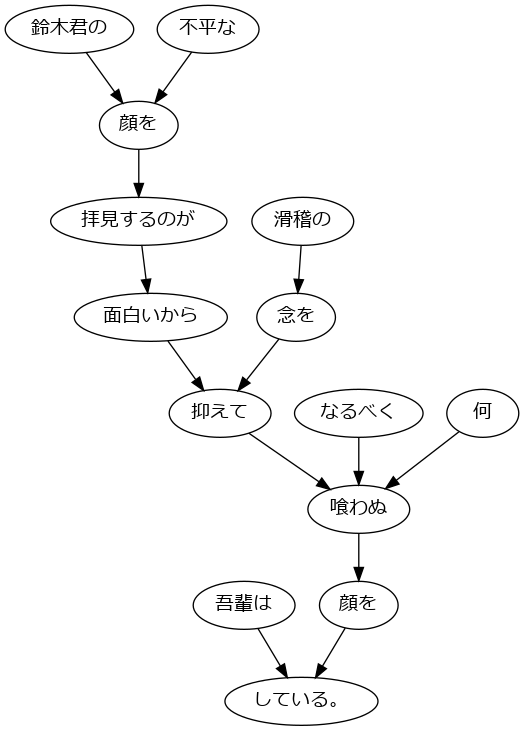 鈴木君の 不平な
顔を
拝見するのが 滑稽の
面白いから 念を
抑えて なるべく 何
喰わぬ
吾輩は 顔を
している。